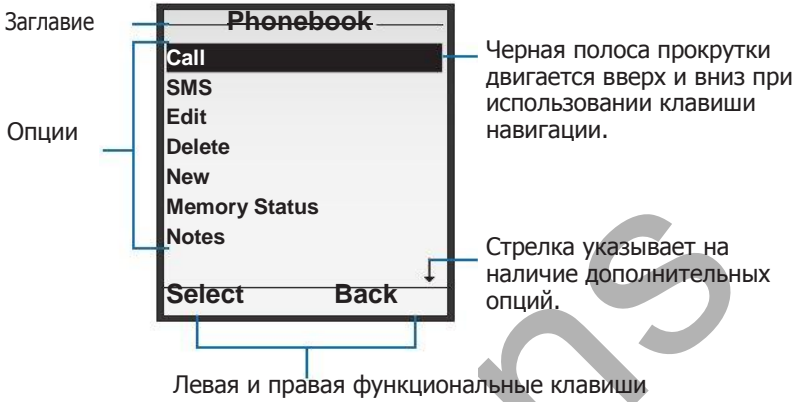 Заглавие
Phonebook
Call
SMS
Edit
Delete
New
Memory Status
Notes
Select Back
Опции
Черная полоса прокрутки
двигается вверх и вниз при
использовании клавиши
навигации.
Стрелка указывает на
наличие дополнительных
опций.
Левая и правая функциональные клавиши
ns